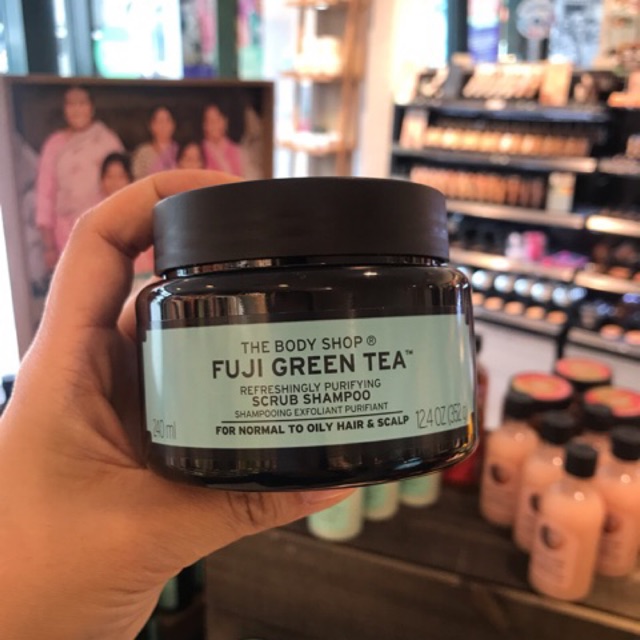 THE BODY SHOP ®
FUJI GREEN TEA™
REFRESHINGLY PURIFYING
SCRUB SHAMPOO
SHAMPOOING EXFOLIANT PURIFIANT
240 ml
12.4 OZ (352 g
FOR NORMAL TO OILY HAIR & SCALP